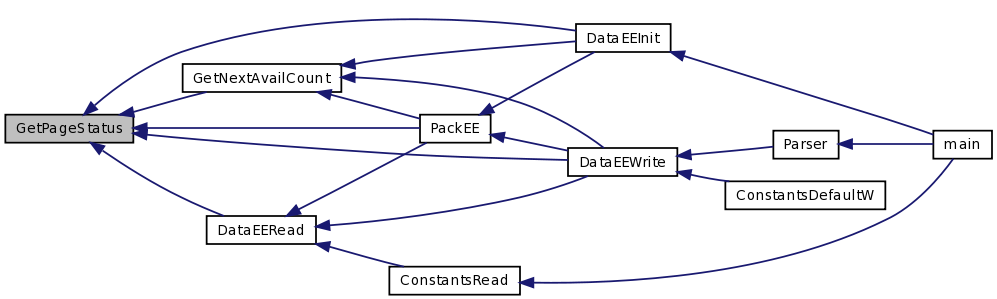 GetPageStatus
GetNextAvailCount
DataEERead
PackEE
ConstantsRead
DataEEInit
DataEEWrite
Parser
ConstantsDefaultW
main